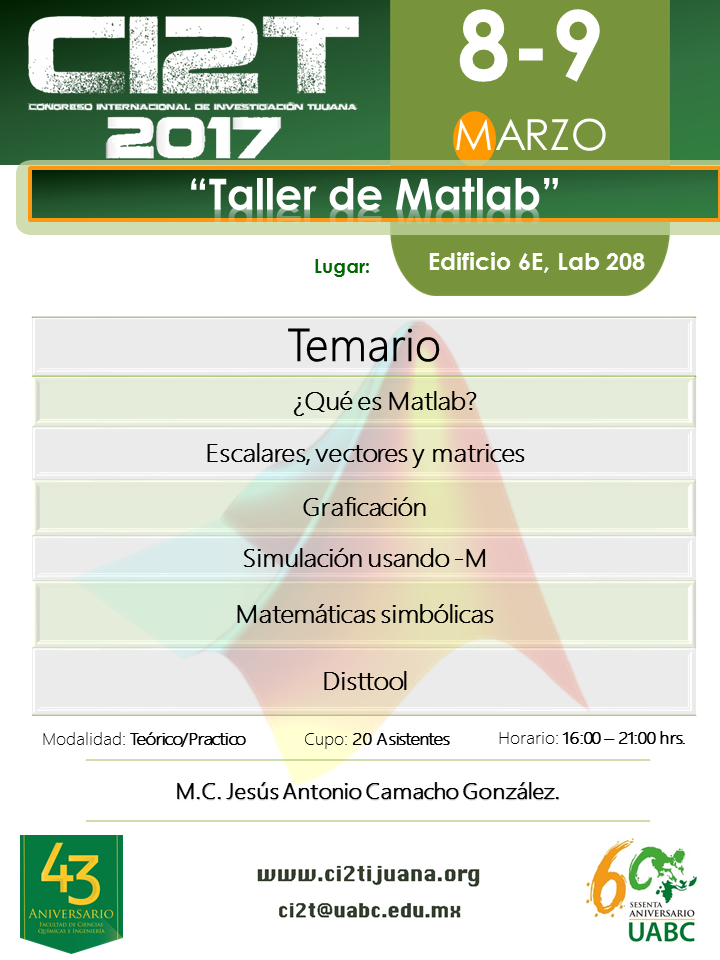 CI2T
CONGRESO INTERNACIONAL DE INVESTIGACIÓN TIJUANA
2017
8-9
MARZO
“Taller de Matlab”
Lugar:
Edificio 6E, Lab 208
Temario
¿Qué es Matlab?
Escalares, vectores y matrices
Graficación
Simulación usando -M
Matemáticas simbólicas
Disttool
Modalidad: Teórico/Practico
Cupo: 20 Asistentes
Horario: 16:00 – 21:00 hrs.
M.C. Jesús Antonio Camacho González.
43
ANIVERSARIO
FACULTAD DE CIENCIAS
QUÍMICAS E INGENIERÍA
www.ci2tijuana.org
ci2t@uabc.edu.mx
60
SESENTA
ANIVERSARIO
UABC